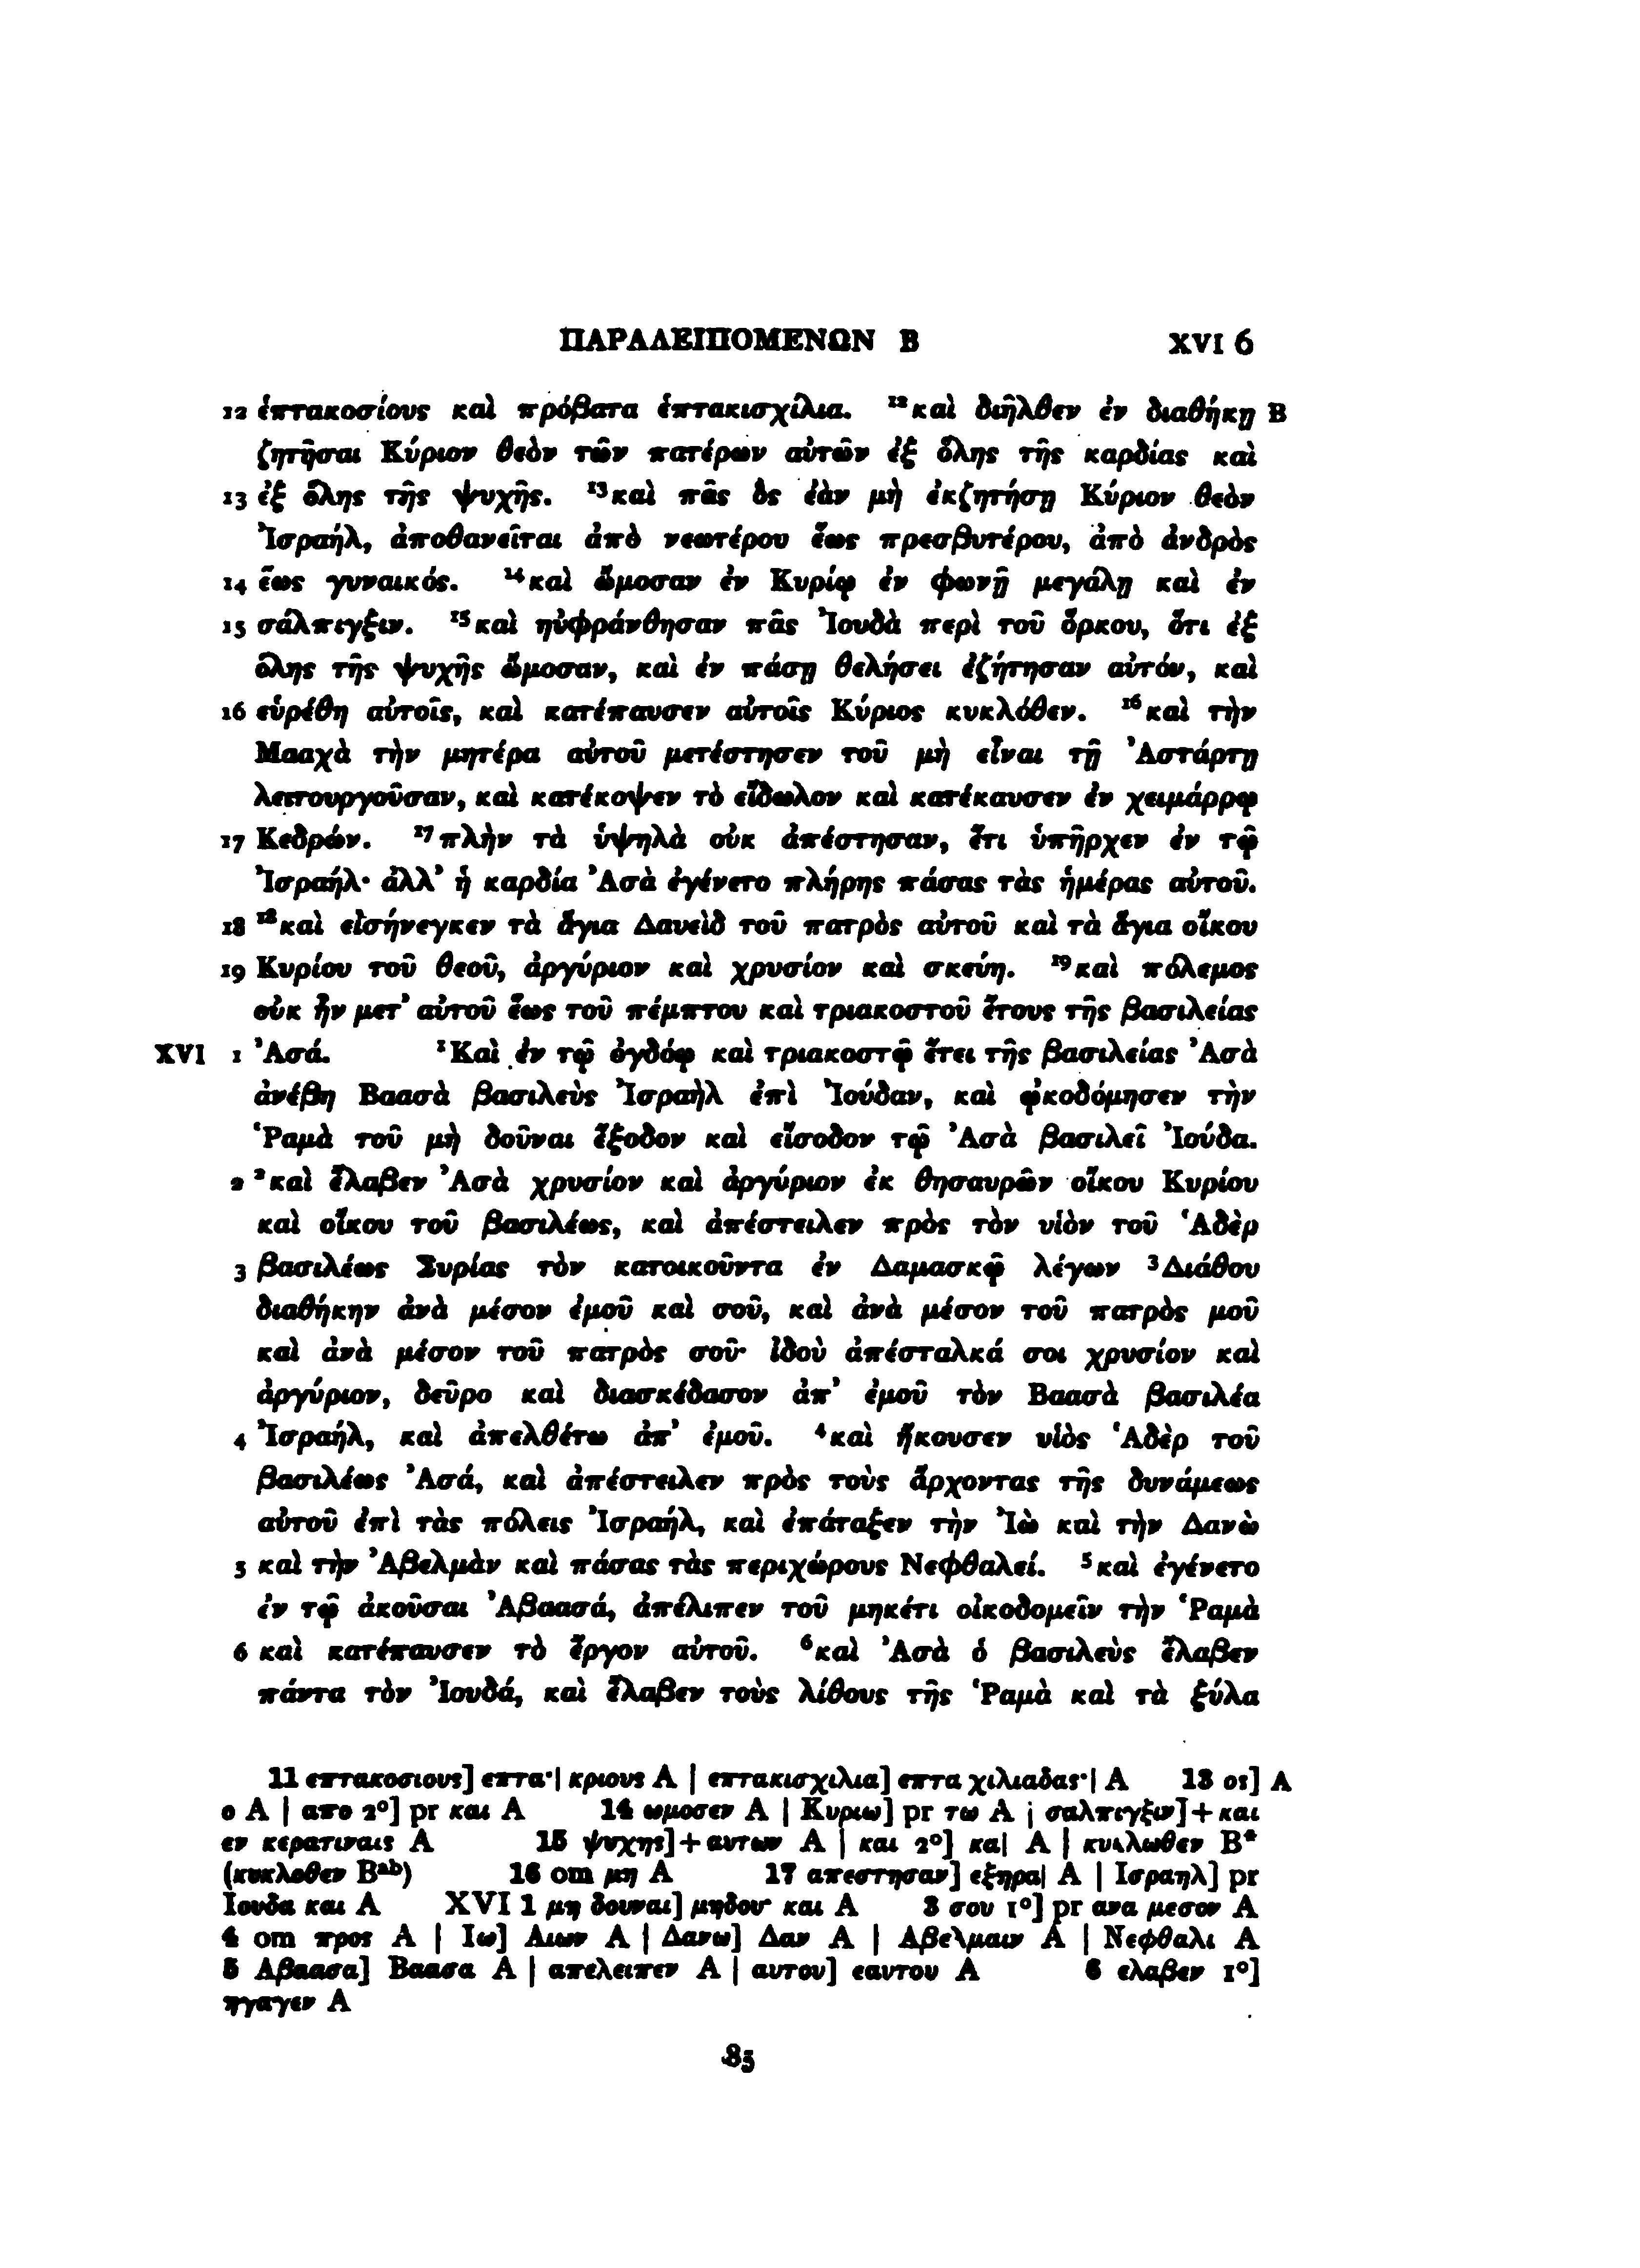 ΠΑΡΑΛΕΙΠΟΜΕΝΩΝ Β XVI 6
12 ἑπτακοσίους καὶ πρόβατα ἑπτακισχίλια. ¹²καὶ διῆλθεν ἐν διαθήκῃ B
ζητῆσαι Κύριον θεὸν τῶν πατέρων αὐτῶν ἐξ ὅλης τῆς καρδίας καὶ
13 ἐξ ὅλης τῆς ψυχῆς. ¹³καὶ πᾶς ὃς ἐὰν μὴ ἐκζητήσῃ Κύριον θεὸν
Ἰσραήλ, ἀποθανεῖται ἀπὸ νεωτέρου ἕως πρεσβυτέρου, ἀπὸ ἀνδρὸς
14 ἕως γυναικός. ¹⁴καὶ ὤμοσαν ἐν Κυρίῳ ἐν φωνῇ μεγάλῃ καὶ ἐν
15 σάλπιγξιν. ¹⁵καὶ ηὐφράνθησαν πᾶς Ἰουδὰ περὶ τοῦ ὅρκου, ὅτι ἐξ
ὅλης τῆς ψυχῆς ὤμοσαν, καὶ ἐν πάσῃ θελήσει ἐζήτησαν αὐτόν, καὶ
16 εὑρέθη αὐτοῖς, καὶ κατέπαυσεν αὐτοῖς Κύριος κυκλόθεν. ¹⁶καὶ τὴν
Μααχὰ τὴν μητέρα αὐτοῦ μετέστησεν τοῦ μὴ εἶναι τῇ Ἀστάρτῃ
λειτουργοῦσαν, καὶ κατέκοψεν τὸ εἴδωλον καὶ κατέκαυσεν ἐν χειμάρρῳ
17 Κεδρών. ¹⁷πλὴν τὰ ὑψηλὰ οὐκ ἀπέστησαν, ἔτι ὑπῆρχεν ἐν τῷ
Ἰσραήλ· ἀλλ’ ἡ καρδία Ἀσὰ ἐγένετο πλήρης πάσας τὰς ἡμέρας αὐτοῦ.
18 ¹⁸καὶ εἰσήνεγκεν τὰ ἅγια Δαυεὶδ τοῦ πατρὸς αὐτοῦ καὶ τὰ ἅγια οἴκου
19 Κυρίου τοῦ θεοῦ, ἀργύριον καὶ χρυσίον καὶ σκεύη. ¹⁹καὶ πόλεμος
οὐκ ἦν μετ’ αὐτοῦ ἕως τοῦ πέμπτου καὶ τριακοστοῦ ἔτους τῆς βασιλείας
XVI 1 Ἀσά. ¹Καὶ ἐν τῷ ὀγδόῳ καὶ τριακοστῷ ἔτει τῆς βασιλείας Ἀσὰ
ἀνέβη Βαασὰ βασιλεὺς Ἰσραὴλ ἐπὶ Ἰούδαν, καὶ ᾠκοδόμησεν τὴν
Ῥαμὰ τοῦ μὴ δοῦναι ἔξοδον καὶ εἴσοδον τῷ Ἀσὰ βασιλεῖ Ἰούδα.
2 ²καὶ ἔλαβεν Ἀσὰ χρυσίον καὶ ἀργύριον ἐκ θησαυρῶν οἴκου Κυρίου
καὶ οἴκου τοῦ βασιλέως, καὶ ἀπέστειλεν πρὸς τὸν υἱὸν τοῦ Ἁδὲρ
3 βασιλέως Συρίας τὸν κατοικοῦντα ἐν Δαμασκῷ λέγων ³Διάθου
διαθήκην ἀνὰ μέσον ἐμοῦ καὶ σοῦ, καὶ ἀνὰ μέσον τοῦ πατρὸς μοῦ
καὶ ἀνὰ μέσον τοῦ πατρὸς σοῦ· ἰδοὺ ἀπέσταλκά σοι χρυσίον καὶ
ἀργύριον, δεῦρο καὶ διασκέδασον ἀπ’ ἐμοῦ τὸν Βαασὰ βασιλέα
4 Ἰσραήλ, καὶ ἀπελθέτω ἀπ’ ἐμοῦ. ⁴καὶ ἤκουσεν υἱὸς Ἁδὲρ τοῦ
βασιλέως Ἀσά, καὶ ἀπέστειλεν πρὸς τοὺς ἄρχοντας τῆς δυνάμεως
αὐτοῦ ἐπὶ τὰς πόλεις Ἰσραήλ, καὶ ἐπάταξεν τὴν Ἰὼ καὶ τὴν Δανὼ
5 καὶ τὴν Ἀβελμὰν καὶ πάσας τὰς περιχώρους Νεφθαλεί. ⁵καὶ ἐγένετο
ἐν τῷ ἀκοῦσαι Ἀβαασά, ἀπέλιπεν τοῦ μηκέτι οἰκοδομεῖν τὴν Ῥαμὰ
6 καὶ κατέπαυσεν τὸ ἔργον αὐτοῦ. ⁶καὶ Ἀσὰ ὁ βασιλεὺς ἔλαβεν
πάντα τὸν Ἰουδά, καὶ ἔλαβεν τοὺς λίθους τῆς Ῥαμὰ καὶ τὰ ξύλα
11 επτακοσιους] επτα·| κριους A | επτακισχιλια] επτα χιλιαδας·| A 13 ος] A
ο A | απο 2°] pr και A 14 ωμοσεν A | Κυριω] pr τω A | σαλπιγξιν]+και
εν κερατιναις A 15 ψυχης]+αυτων A | και 2°] κα| A | κυκλωθεν B*
(κυκλοθεν Bᵃᵇ) 16 om μη A 17 απεστησαν] εξηρα| A | Ισραηλ] pr
Ιουδα και A XVI 1 μη δουναι] μηδου· και A 3 σου 1°] pr ανα μεσον A
4 om προς A | Ιω] Αιων A | Δανω] Δαν A | Αβελμαιν A | Νεφθαλι A
5 Αβαασα] Βαασα A | απελειπεν A | αυτου] εαυτου A 6 ελαβεν 1°]
ηγαγεν A
85